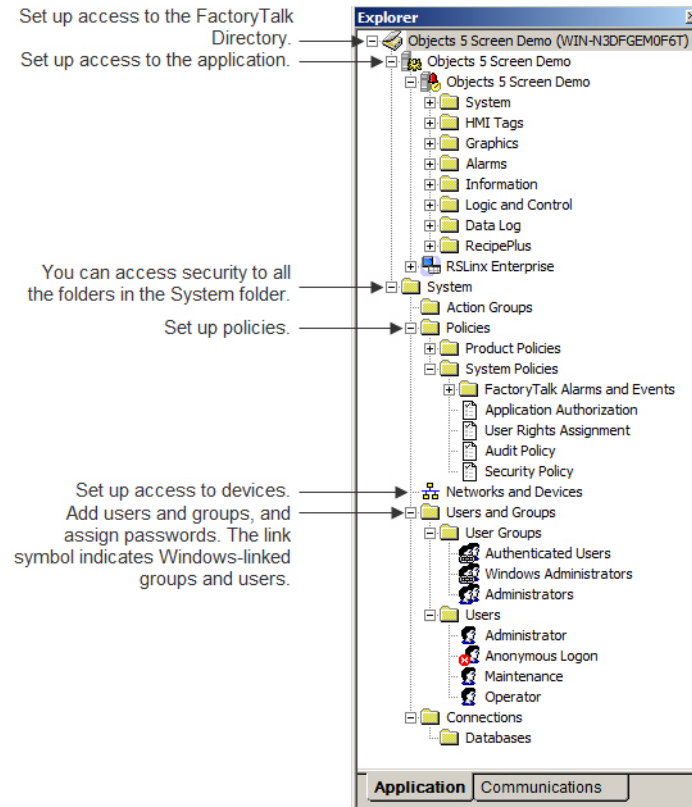 Set up access to the FactoryTalk
Directory.
Set up access to the application.
You can access security to all
the folders in the System folder.
Set up policies.
Set up access to devices.
Add users and groups, and
assign passwords. The link
symbol indicates Windows-linked
groups and users.
Explorer
Objects 5 Screen Demo (WIN-N3DFGEM0F6T)
Objects 5 Screen Demo
Objects 5 Screen Demo
System
HMI Tags
Graphics
Alarms
Information
Logic and Control
Data Log
RecipePlus
RSLinx Enterprise
System
Action Groups
Policies
Product Policies
System Policies
FactoryTalk Alarms and Events
Application Authorization
User Rights Assignment
Audit Policy
Security Policy
Networks and Devices
Users and Groups
User Groups
Authenticated Users
Windows Administrators
Administrators
Users
Administrator
Anonymous Logon
Maintenance
Operator
Connections
Databases
Application Communications